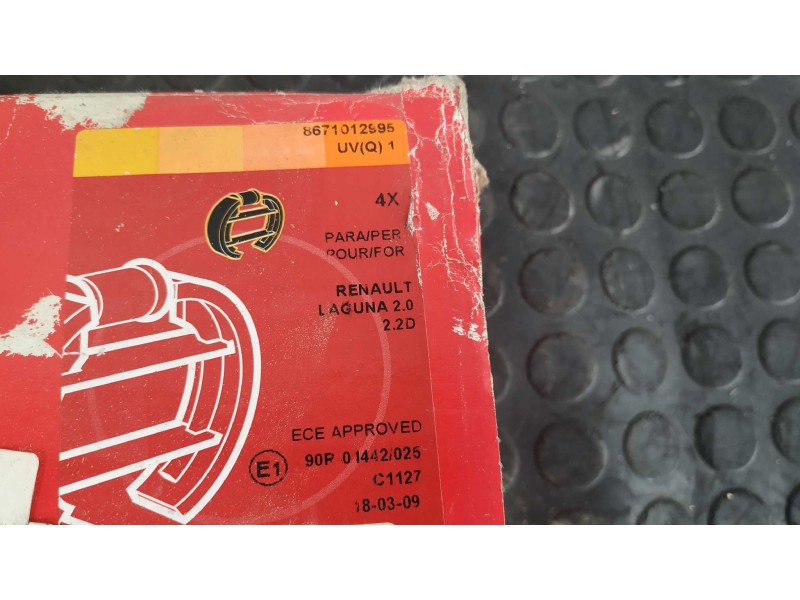 8671012995
UV(Q) 1
4X
PARA/PER
POUR/FOR
RENAULT
LAGUNA 2.0
2.2D
ECE APPROVED
E1
90R 01442/025
C1127
18-03-09